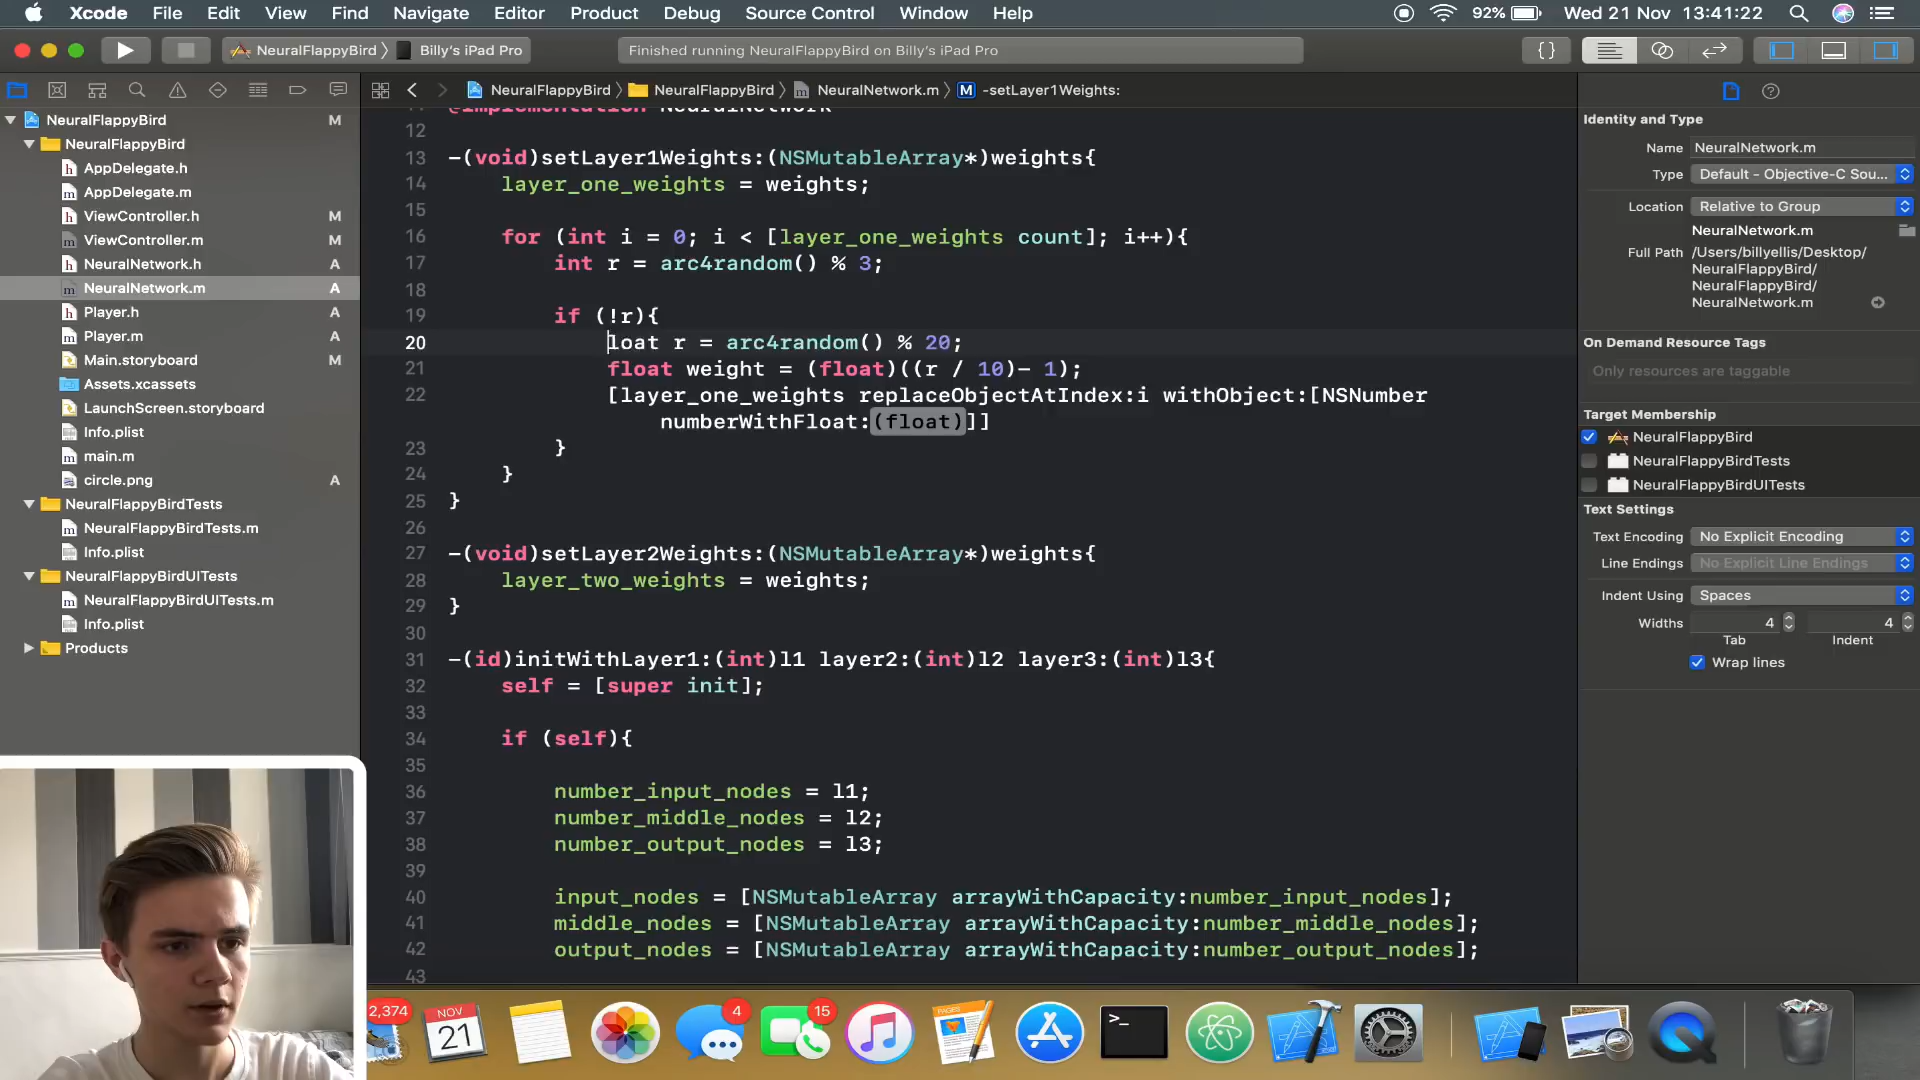 Xcode File Edit View Find Navigate Editor Product Debug Source Control Window Help 92% Wed 21 Nov 13:41:22
NeuralFlappyBird Billy's iPad Pro Finished running NeuralFlappyBird on Billy's iPad Pro {}
NeuralFlappyBird NeuralFlappyBird NeuralNetwork.m M -setLayer1Weights:
NeuralFlappyBird M
NeuralFlappyBird
h AppDelegate.h
m AppDelegate.m
h ViewController.h M
m ViewController.m M
h NeuralNetwork.h A
m NeuralNetwork.m A
h Player.h A
m Player.m A
Main.storyboard M
Assets.xcassets
LaunchScreen.storyboard
Info.plist
m main.m
circle.png A
NeuralFlappyBirdTests
m NeuralFlappyBirdTests.m
Info.plist
NeuralFlappyBirdUITests
m NeuralFlappyBirdUITests.m
Info.plist
Products
@implementation NeuralNetwork
12
13 -(void)setLayer1Weights:(NSMutableArray*)weights{
14 layer_one_weights = weights;
15
16 for (int i = 0; i < [layer_one_weights count]; i++){
17 int r = arc4random() % 3;
18
19 if (!r){
20 loat r = arc4random() % 20;
21 float weight = (float)((r / 10)- 1);
22 [layer_one_weights replaceObjectAtIndex:i withObject:[NSNumber
numberWithFloat:(float)]]
23 }
24 }
25 }
26
27 -(void)setLayer2Weights:(NSMutableArray*)weights{
28 layer_two_weights = weights;
29 }
30
31 -(id)initWithLayer1:(int)l1 layer2:(int)l2 layer3:(int)l3{
32 self = [super init];
33
34 if (self){
35
36 number_input_nodes = l1;
37 number_middle_nodes = l2;
38 number_output_nodes = l3;
39
40 input_nodes = [NSMutableArray arrayWithCapacity:number_input_nodes];
41 middle_nodes = [NSMutableArray arrayWithCapacity:number_middle_nodes];
42 output_nodes = [NSMutableArray arrayWithCapacity:number_output_nodes];
43
Identity and Type
Name NeuralNetwork.m
Type Default - Objective-C Sou...
Location Relative to Group
NeuralNetwork.m
Full Path /Users/billyellis/Desktop/
NeuralFlappyBird/
NeuralFlappyBird/
NeuralNetwork.m
On Demand Resource Tags
Only resources are taggable
Target Membership
NeuralFlappyBird
NeuralFlappyBirdTests
NeuralFlappyBirdUITests
Text Settings
Text Encoding No Explicit Encoding
Line Endings No Explicit Line Endings
Indent Using Spaces
Widths 4 4
Tab Indent
Wrap lines
2,374 NOV 21 4 15 PAGES >_